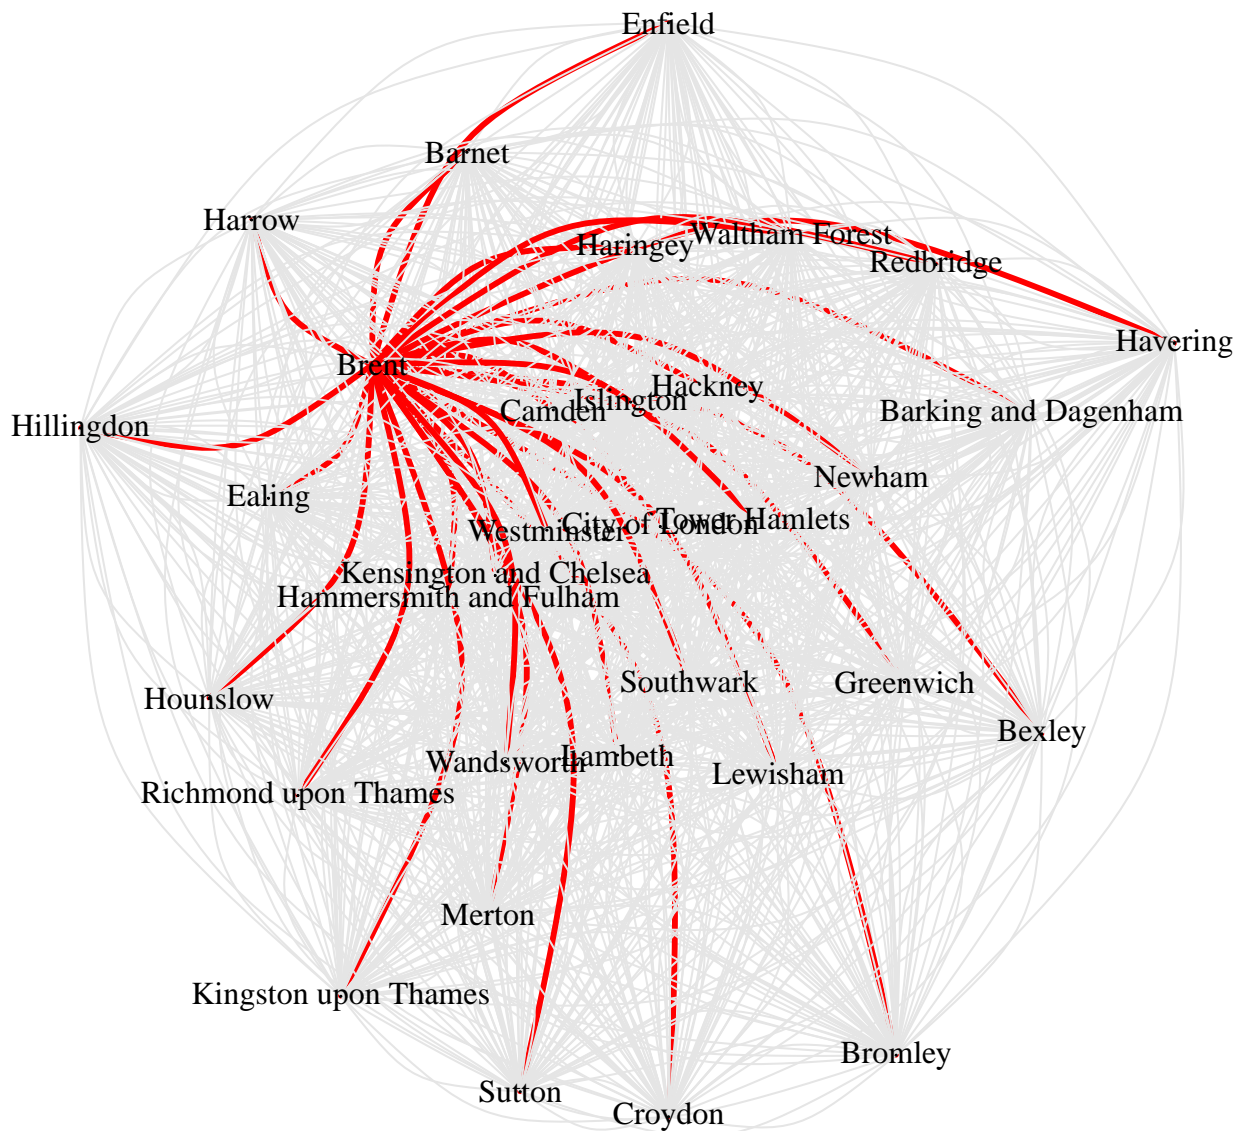 Enfield
Barnet
Harrow
Waltham Forest
Haringey
Redbridge
Havering
Brent
Hackney
Islington
Camden
Barking and Dagenham
Hillingdon
Newham
Ealing
Tower Hamlets
City of London
Westminster
Kensington and Chelsea
Hammersmith and Fulham
Southwark
Greenwich
Hounslow
Bexley
Lambeth
Wandsworth
Lewisham
Richmond upon Thames
Merton
Kingston upon Thames
Bromley
Sutton
Croydon